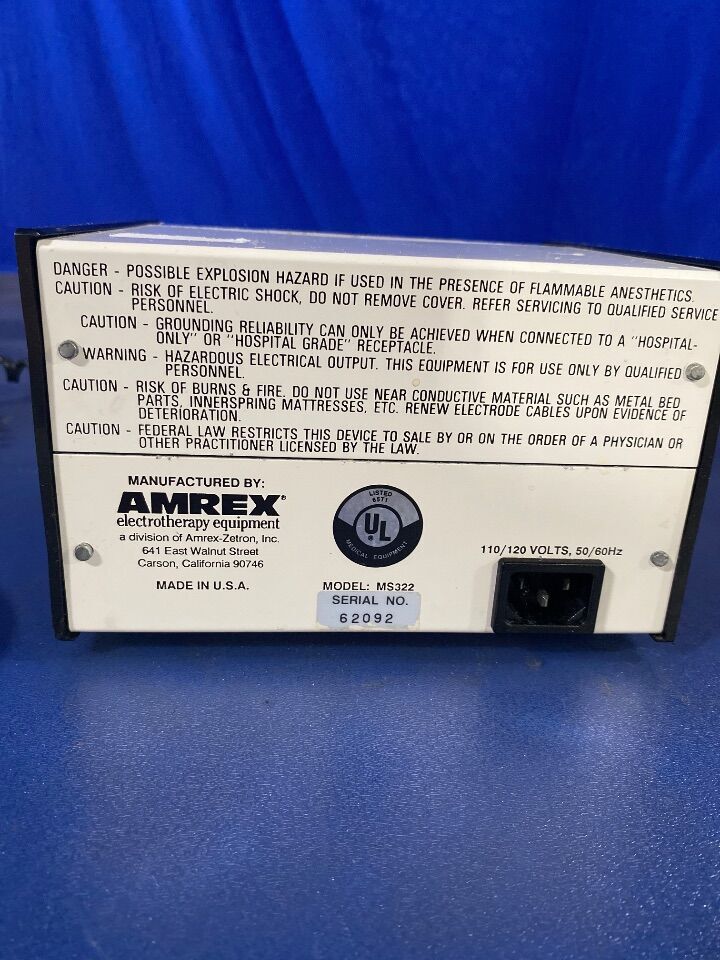 DANGER - POSSIBLE EXPLOSION HAZARD IF USED IN THE PRESENCE OF FLAMMABLE ANESTHETICS.
CAUTION - RISK OF ELECTRIC SHOCK, DO NOT REMOVE COVER. REFER SERVICING TO QUALIFIED SERVICE
PERSONNEL.
CAUTION - GROUNDING RELIABILITY CAN ONLY BE ACHIEVED WHEN CONNECTED TO A "HOSPITAL-
ONLY" OR "HOSPITAL GRADE" RECEPTACLE.
WARNING - HAZARDOUS ELECTRICAL OUTPUT. THIS EQUIPMENT IS FOR USE ONLY BY QUALIFIED
PERSONNEL.
CAUTION - RISK OF BURNS & FIRE. DO NOT USE NEAR CONDUCTIVE MATERIAL SUCH AS METAL BED
PARTS, INNERSPRING MATTRESSES, ETC. RENEW ELECTRODE CABLES UPON EVIDENCE OF
DETERIORATION.
CAUTION - FEDERAL LAW RESTRICTS THIS DEVICE TO SALE BY OR ON THE ORDER OF A PHYSICIAN OR
OTHER PRACTITIONER LICENSED BY THE LAW.
MANUFACTURED BY:
AMREX®
electrotherapy equipment
a division of Amrex-Zetron, Inc.
641 East Walnut Street
Carson, California 90746
MADE IN U.S.A.
LISTED
6571
UL
MEDICAL EQUIPMENT
MODEL: MS322
SERIAL NO.
62092
110/120 VOLTS, 50/60Hz